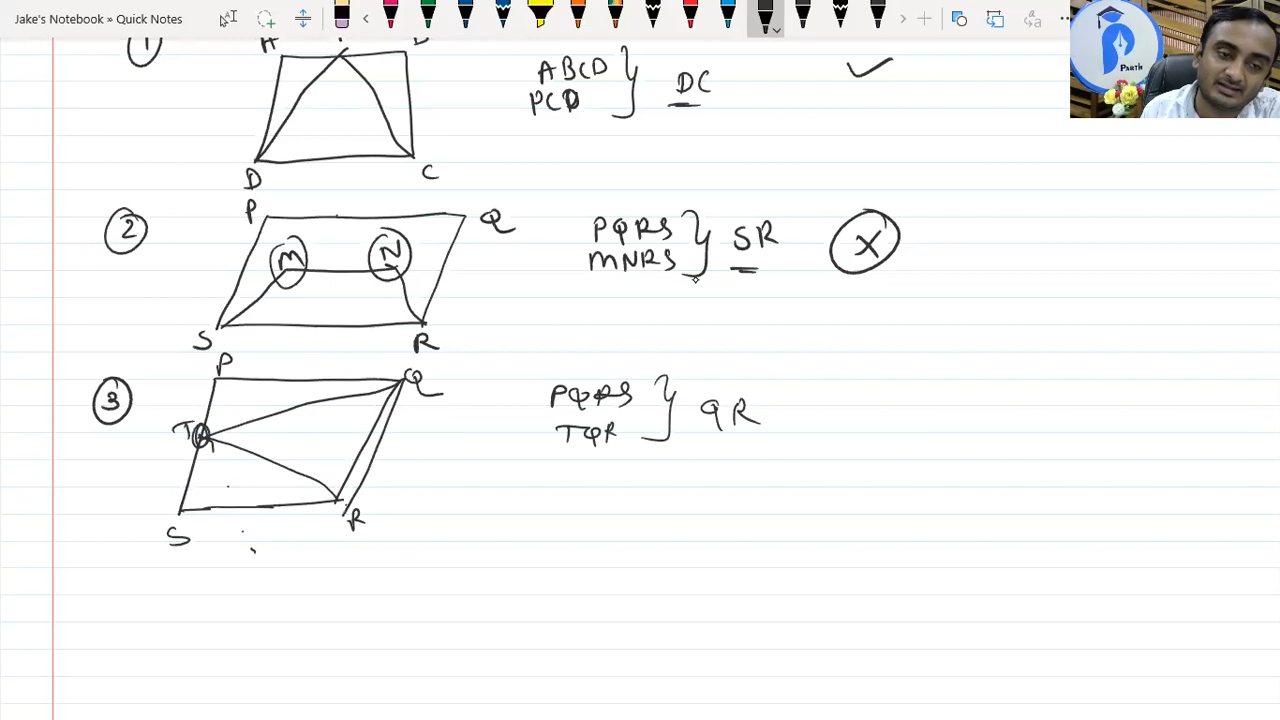 Jake's Notebook » Quick Notes
PARTH
1
A
D
C
ABCD
PCD
DC
2
P
Q
M
N
S
R
PQRS
MNRS
SR
X
3
P
Q
T
S
R
PQRS
TQR
QR